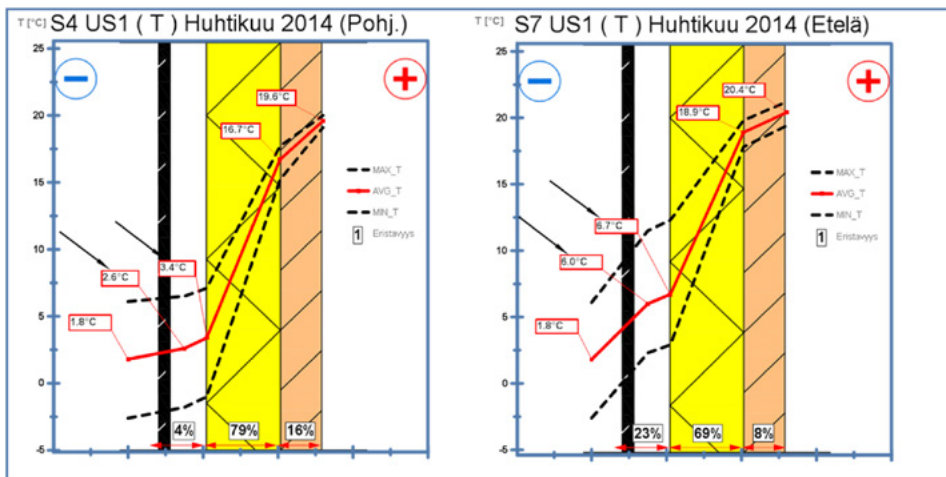 T [°C] S4 US1 ( T ) Huhtikuu 2014 (Pohj.)
25
20
15
10
5
0
-5
19.6°C
16.7°C
3.4°C
2.6°C
1.8°C
MAX_T
AVG_T
MIN_T
1 Eristavyys
4% 79% 16%
T [°C] S7 US1 ( T ) Huhtikuu 2014 (Etelä)
25
20
15
10
5
0
-5
20.4°C
18.9°C
6.7°C
6.0°C
1.8°C
MAX_T
AVG_T
MIN_T
1 Eristavyys
23% 69% 8%